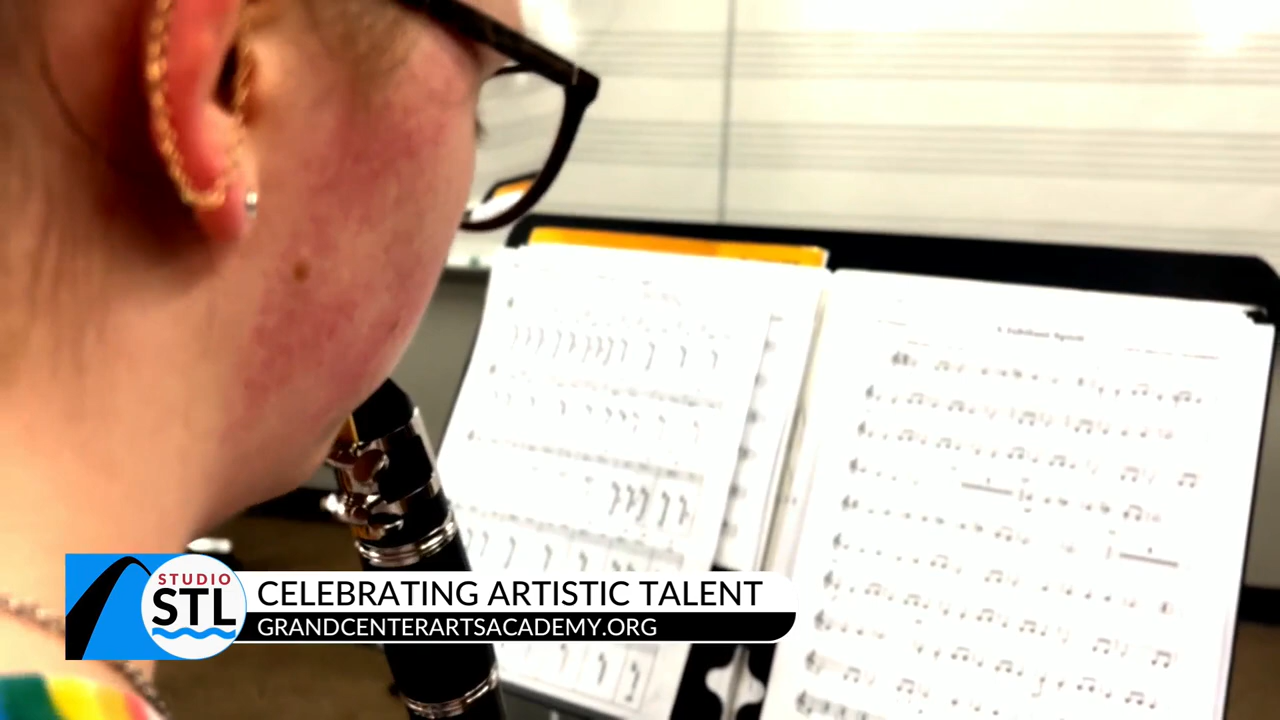 STUDIO
STL
CELEBRATING ARTISTIC TALENT
GRANDCENTERARTSACADEMY.ORG